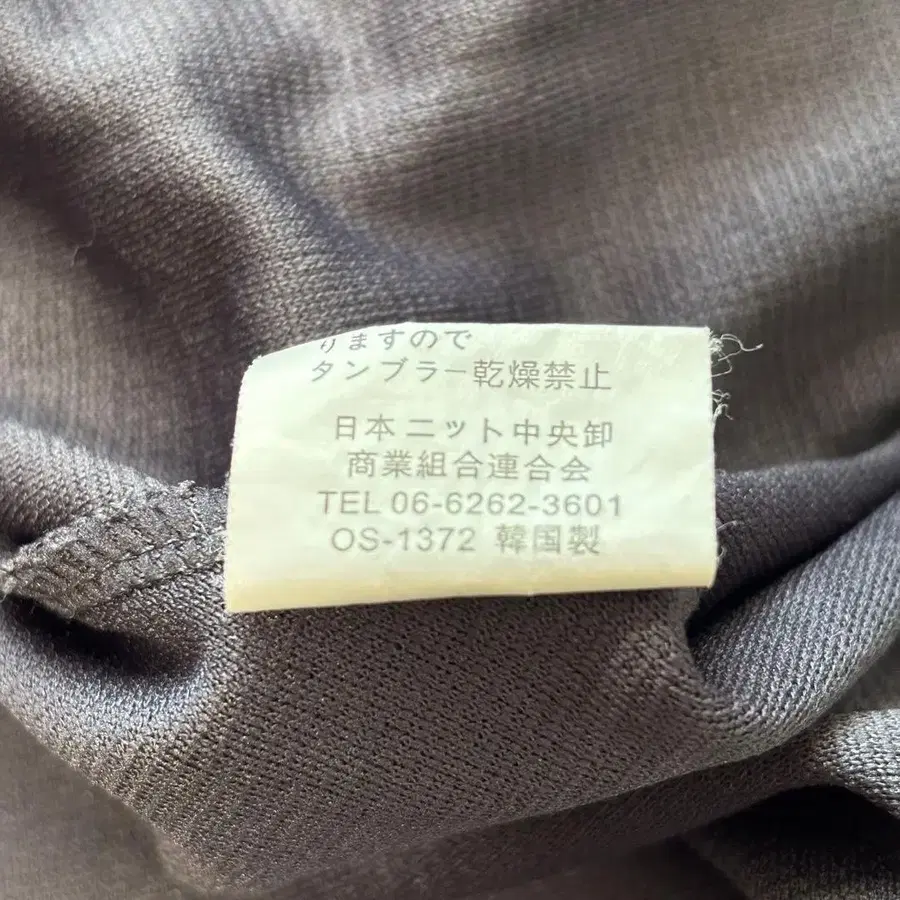 りますので
タンブラー乾燥禁止
日本ニット中央卸
商業組合連合会
TEL 06-6262-3601
OS-1372 韓国製